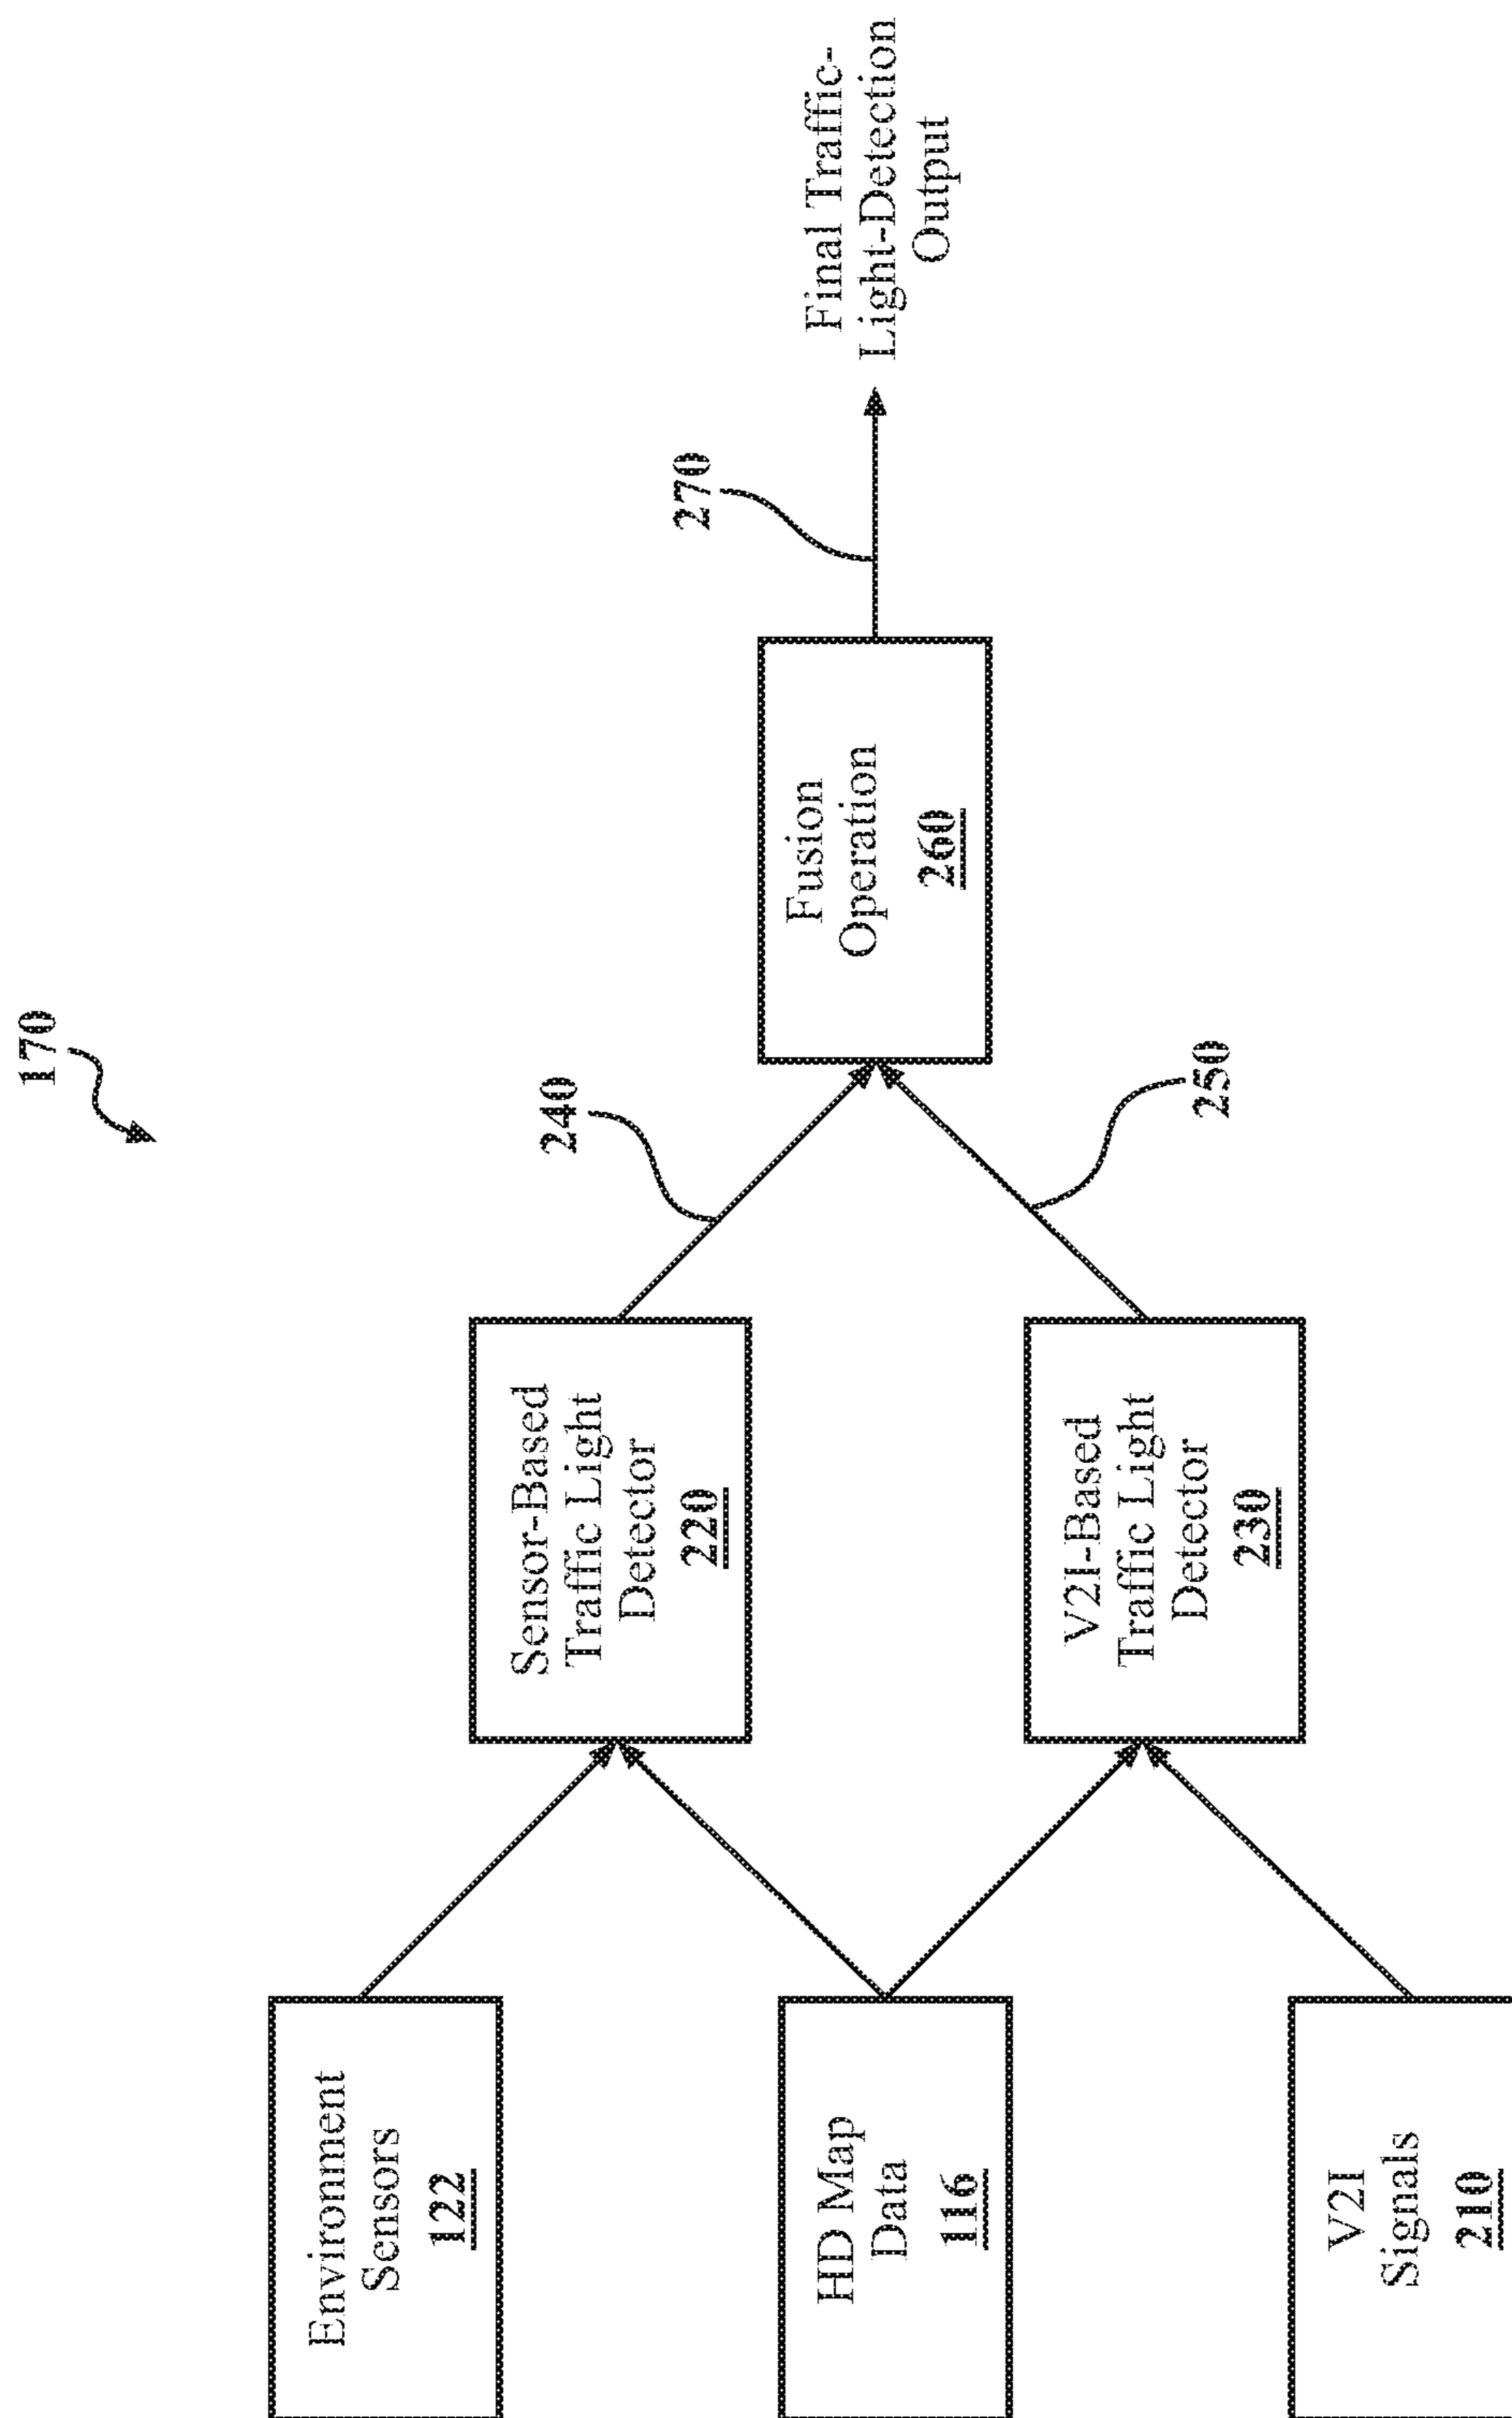 170
Environment
Sensors
122
HD Map
Data
116
V2I
Signals
210
Sensor-Based
Traffic Light
Detector
220
V2I-Based
Traffic Light
Detector
230
240
250
Fusion
Operation
260
270
Final Traffic-
Light-Detection
Output